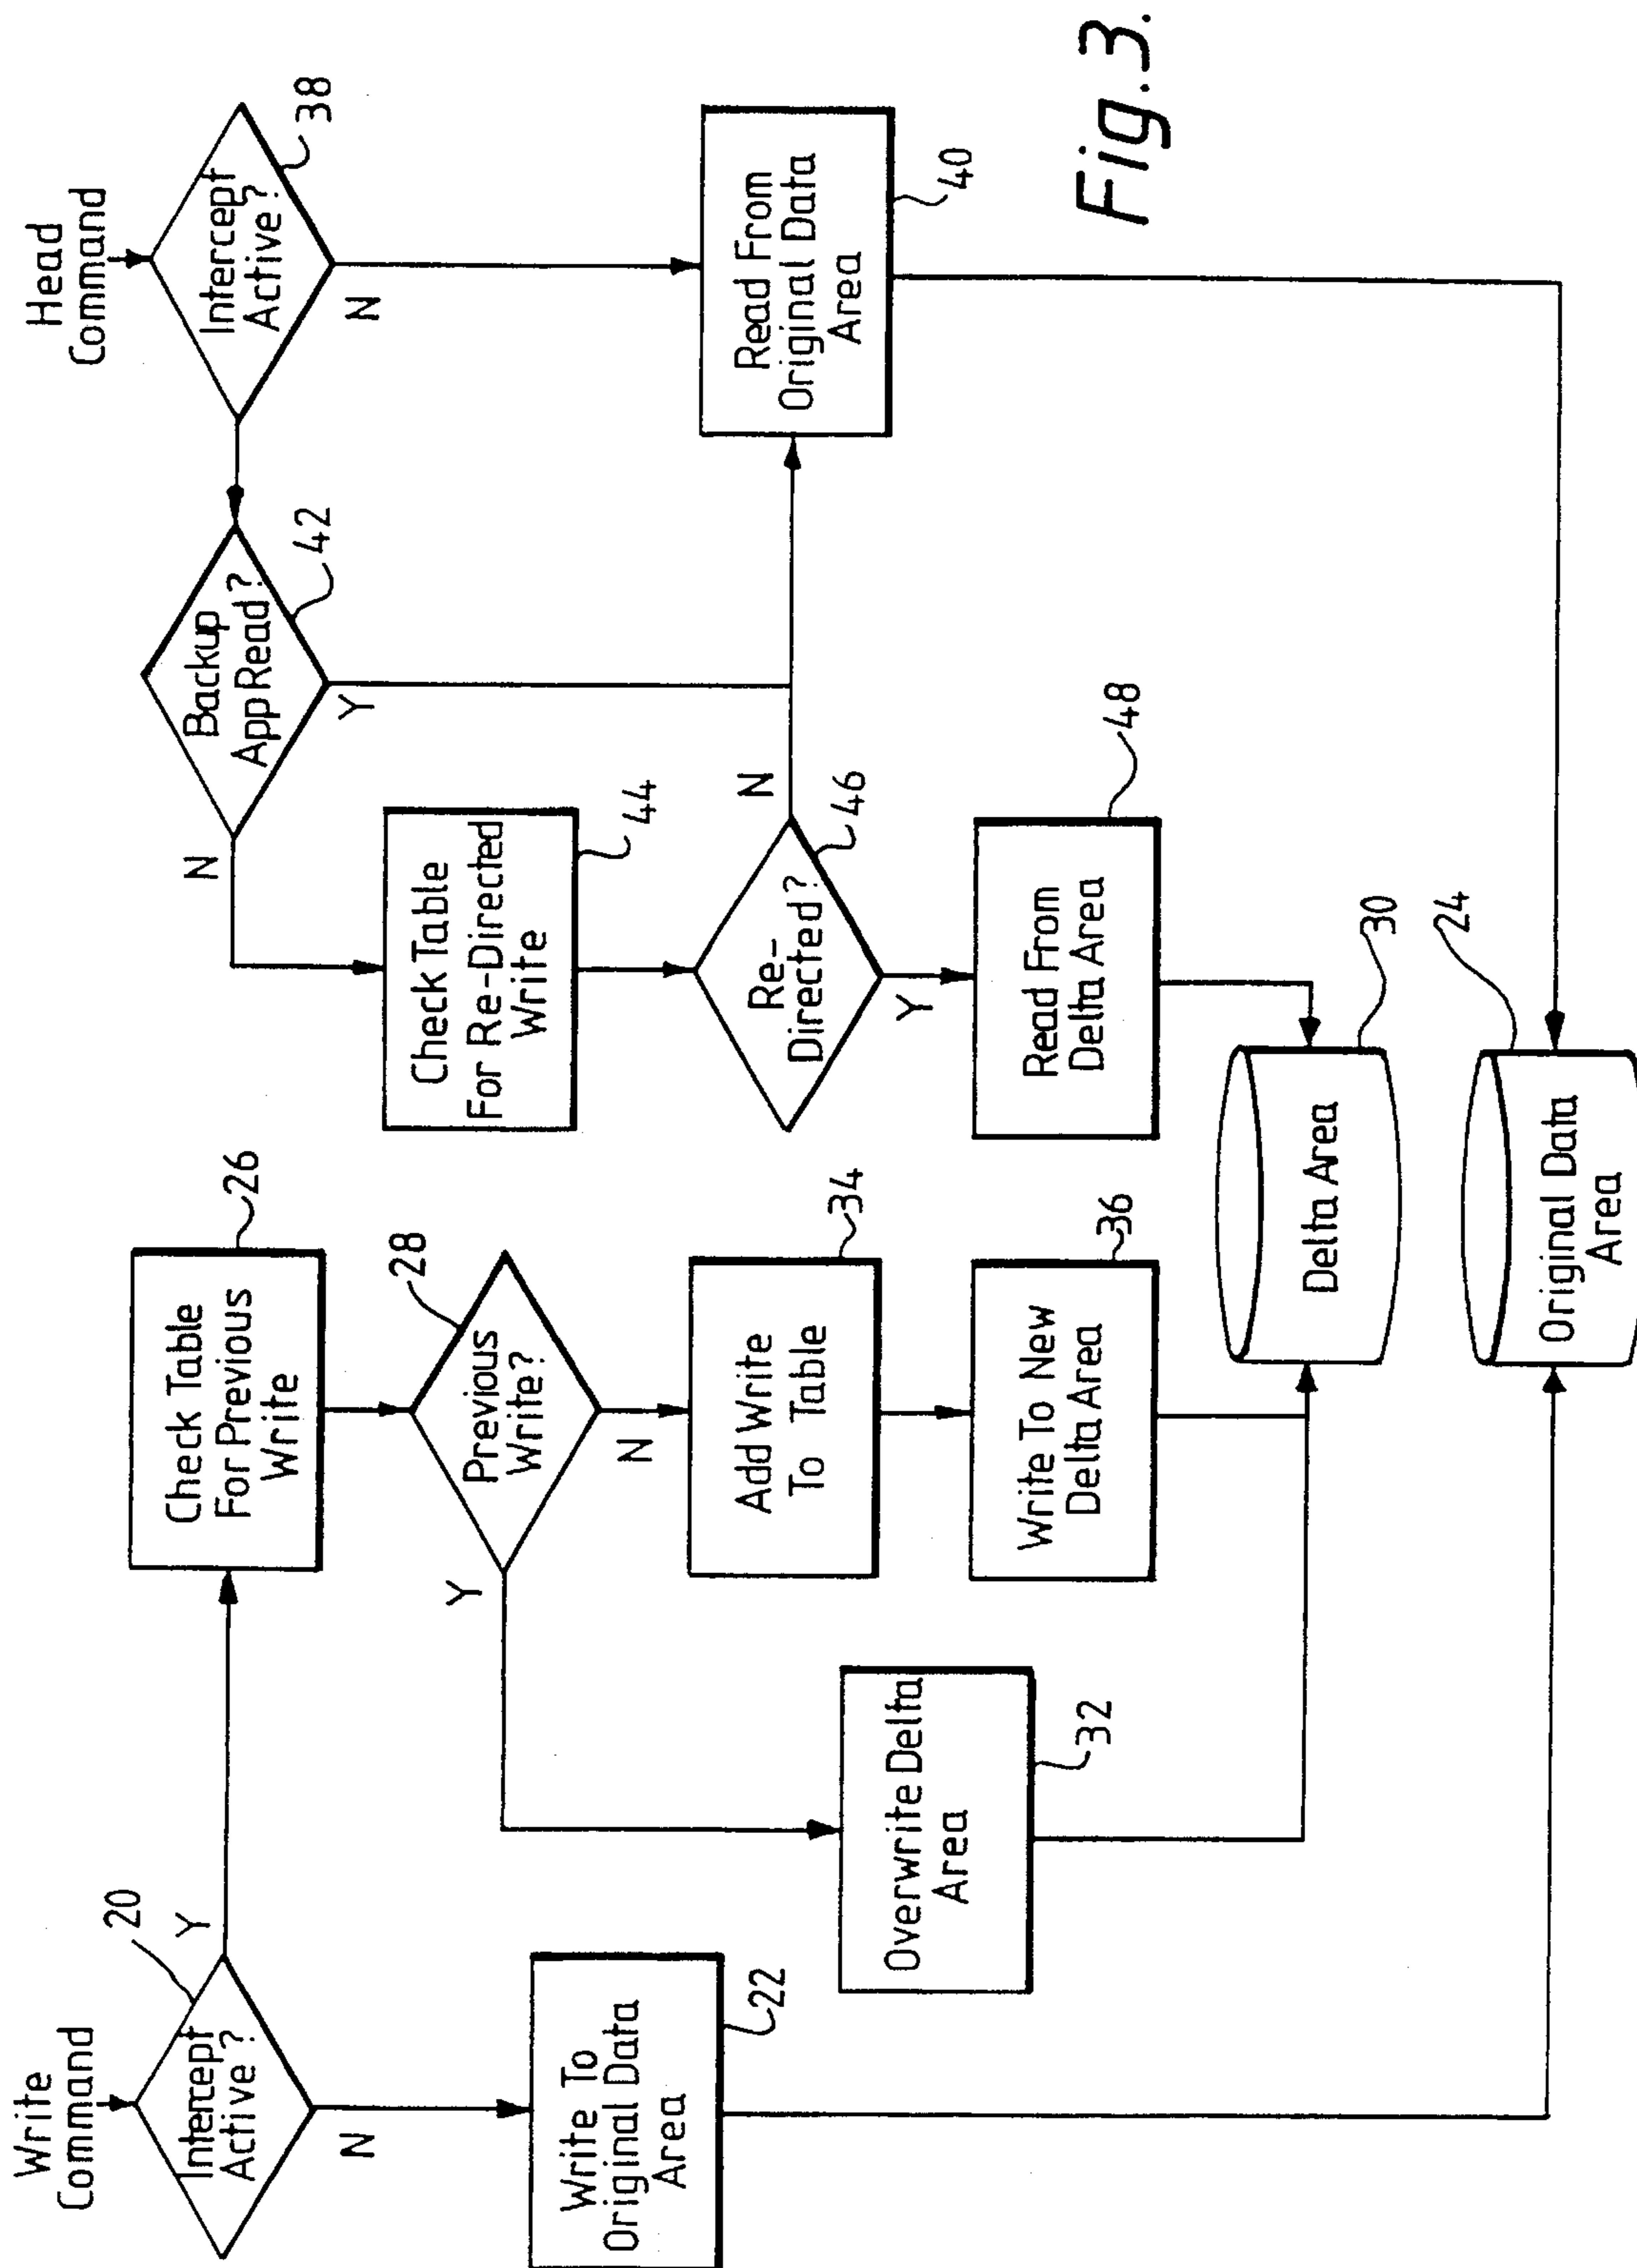 Write
Command
Intercept
Active?
20
Y
N
Write To
Original Data
Area
22
Check Table
For Previous
Write
26
Previous
Write?
28
Y
N
Overwrite Delta
Area
32
Add Write
To Table
34
Write To New
Delta Area
36
Head
Command
Intercept
Active?
38
N
Backup
App Read?
42
N
Y
Check Table
For Re-Directed
Write
44
Re-
Directed?
46
N
Y
Read From
Original Data
Area
40
Read From
Delta Area
48
Delta Area
30
Original Data
Area
24
Fig.3.